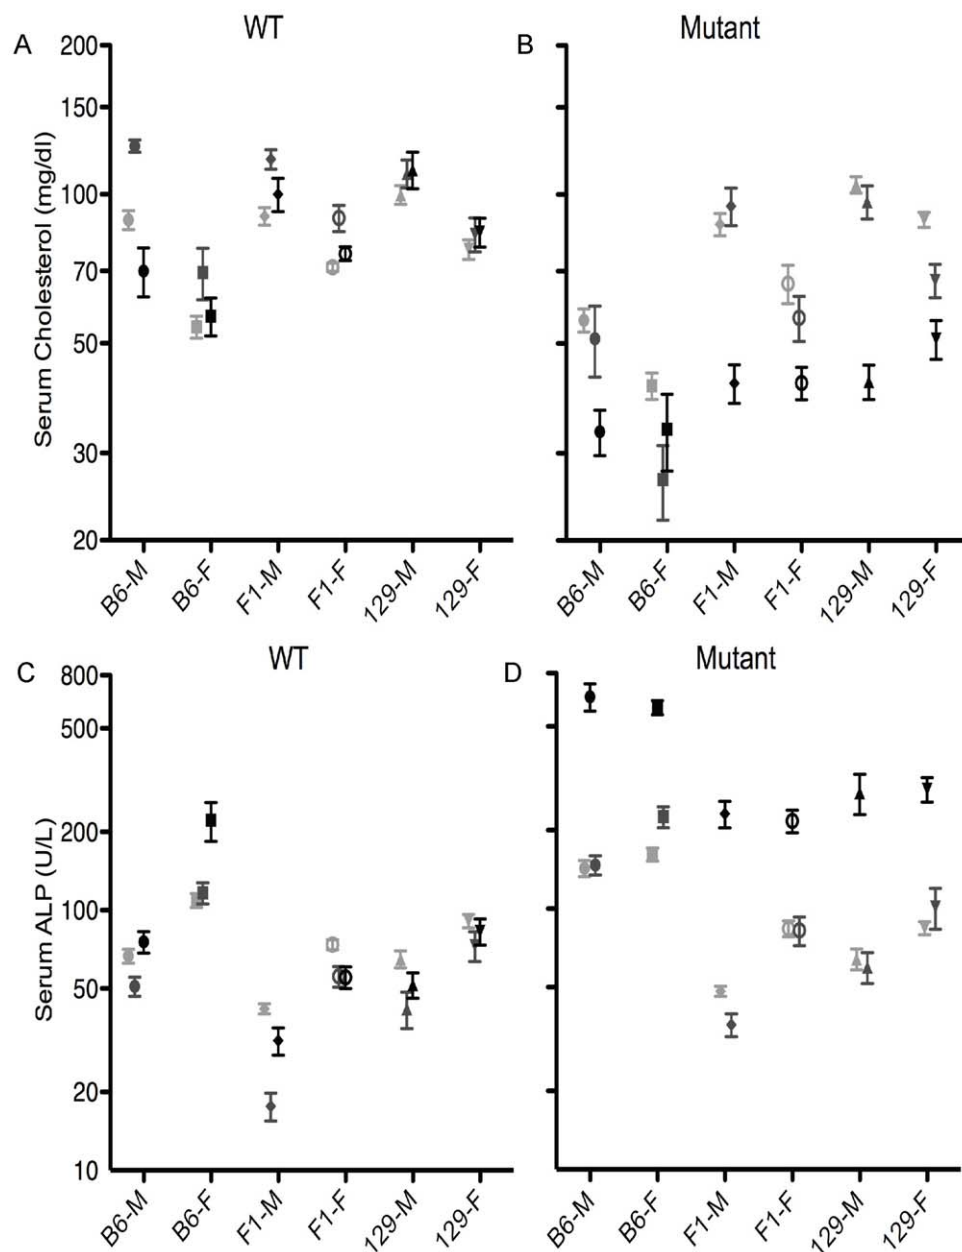 A
WT
B
Mutant
Serum Cholesterol (mg/dl)
200
150
100
70
50
30
20
B6-M
B6-F
F1-M
F1-F
129-M
129-F
B6-M
B6-F
F1-M
F1-F
129-M
129-F
C
WT
D
Mutant
Serum ALP (U/L)
800
500
200
100
50
20
10
B6-M
B6-F
F1-M
F1-F
129-M
129-F
B6-M
B6-F
F1-M
F1-F
129-M
129-F